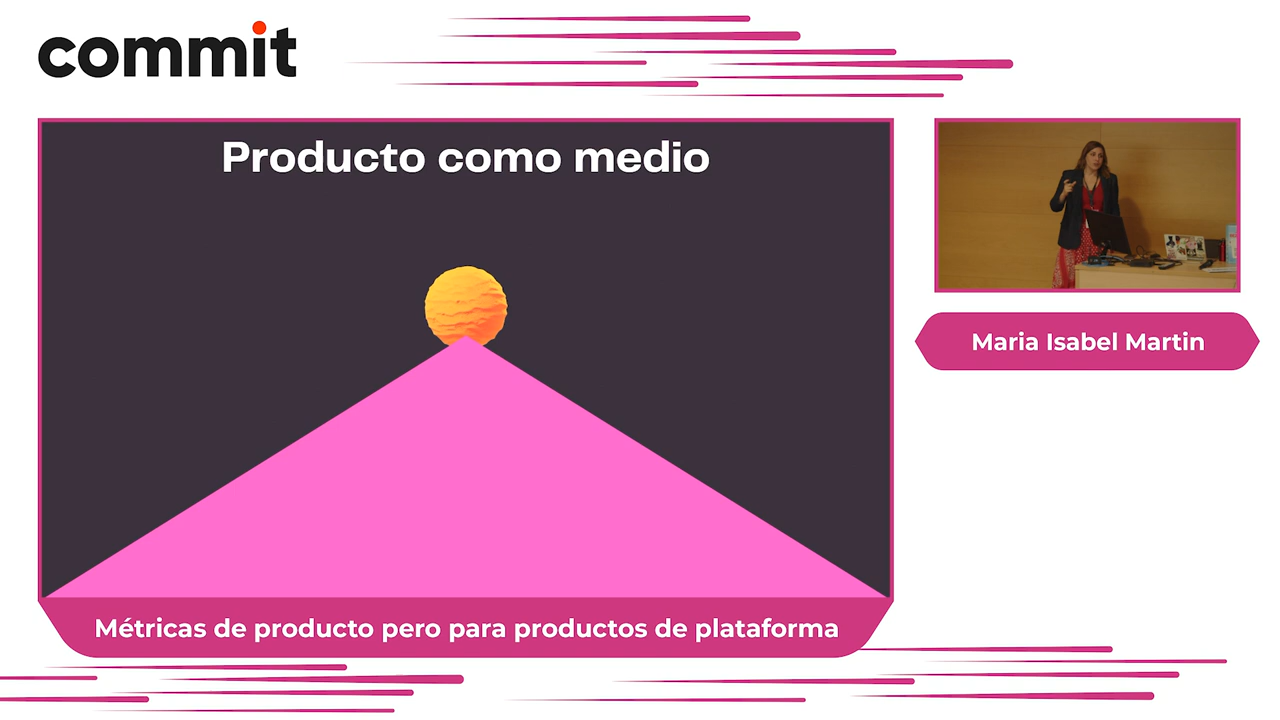 commit
Producto como medio
Maria Isabel Martin
Métricas de producto pero para productos de plataforma